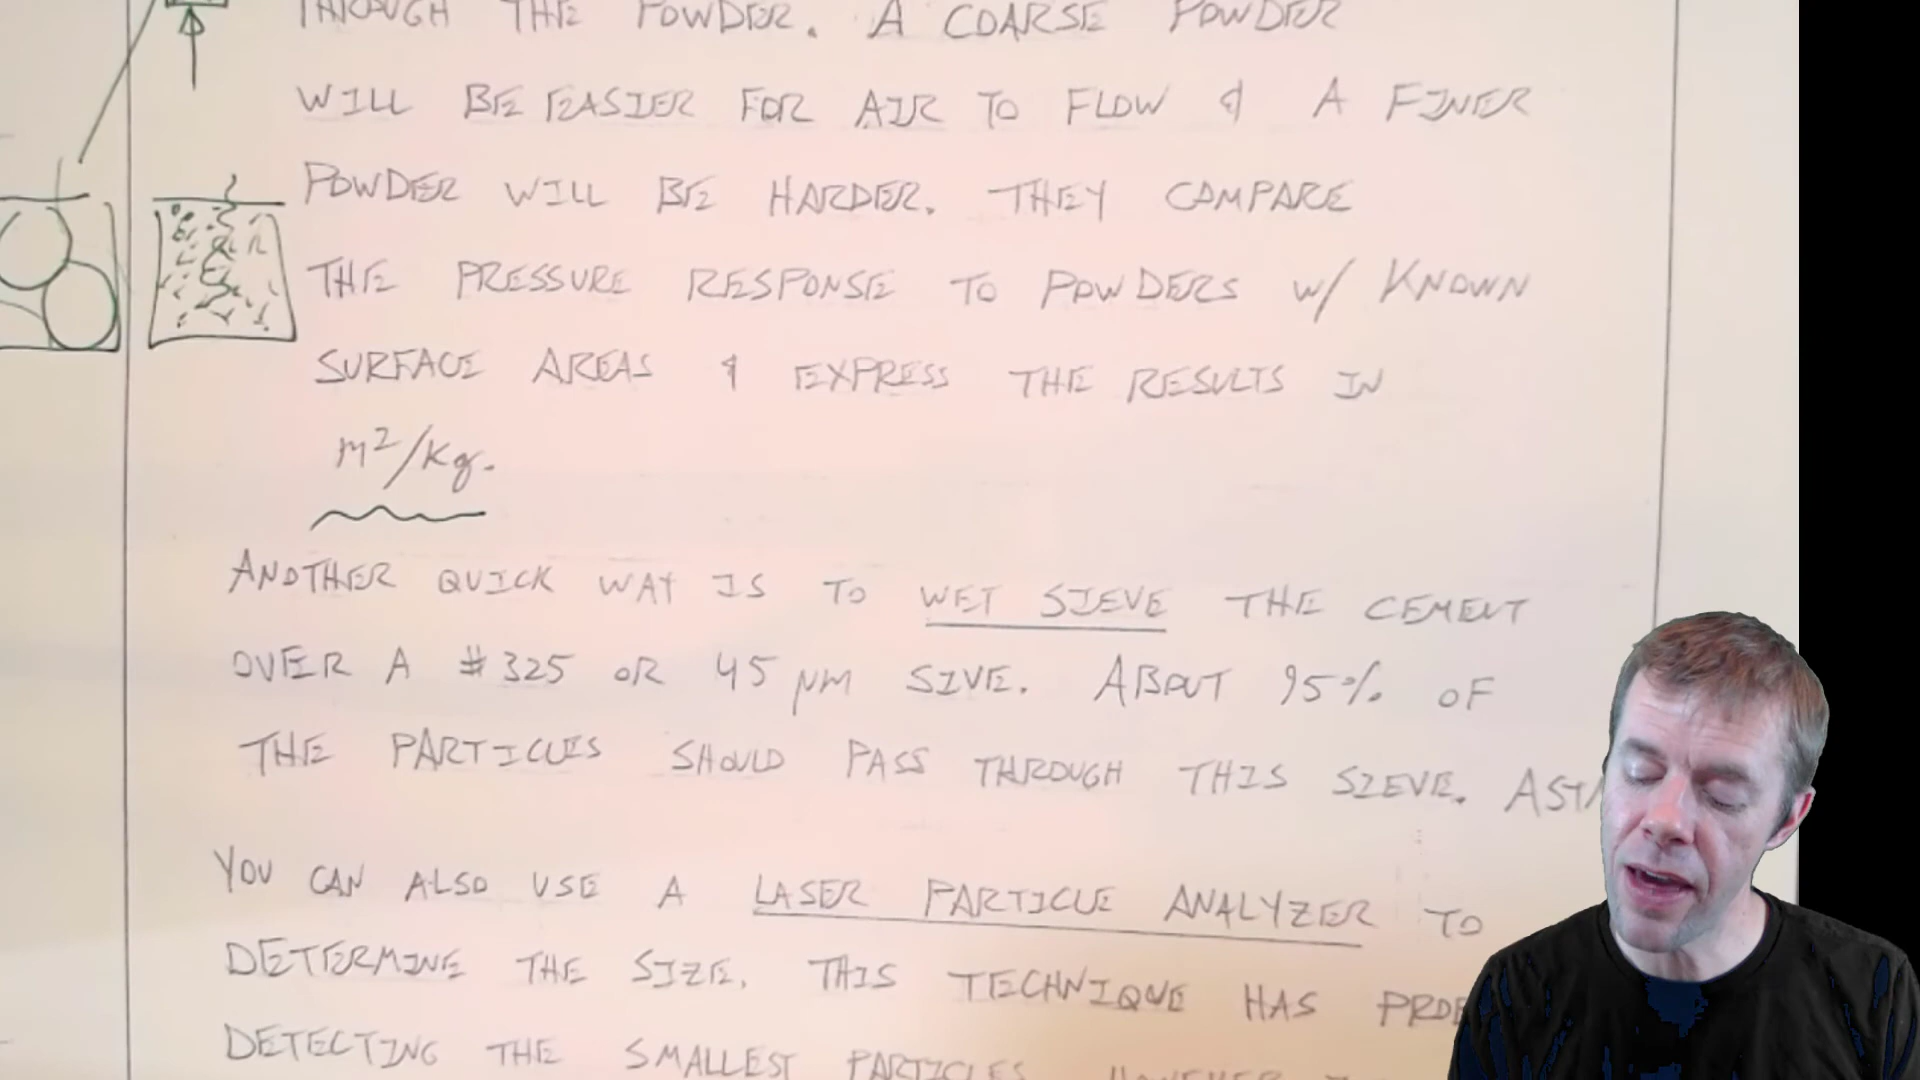 THROUGH THE POWDER. A COARSE POWDER
WILL BE EASIER FOR AIR TO FLOW & A FINER
POWDER WILL BE HARDER. THEY COMPARE
THE PRESSURE RESPONSE TO POWDERS W/ KNOWN
SURFACE AREAS & EXPRESS THE RESULTS IN
m²/kg.
ANOTHER QUICK WAY IS TO WET SIEVE THE CEMENT
OVER A #325 OR 45 µM SIVE. ABOUT 95% OF
THE PARTICLES SHOULD PASS THROUGH THIS SIEVE.
YOU CAN ALSO USE A LASER PARTICLE ANALYZER TO
DETERMINE THE SIZE. THIS TECHNIQUE HAS
DETECTING THE SMALLEST PARTICLES HOWEVER